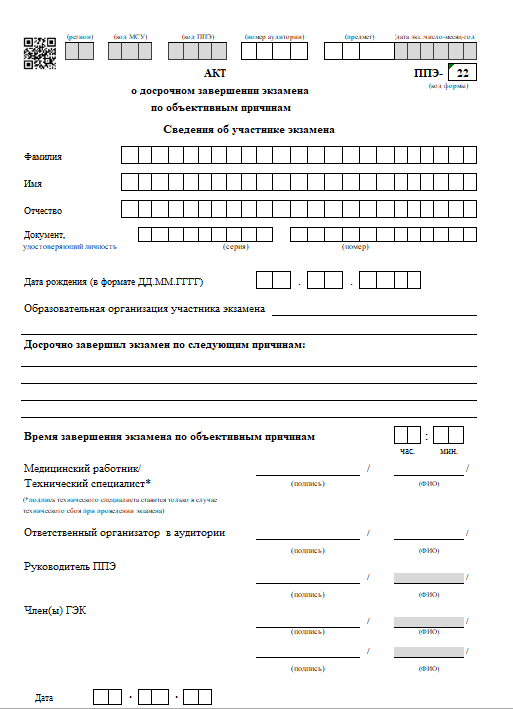 (регион) (код МСУ) (код ППЭ) (номер аудитории) (предмет) (дата экз.:число-месяц-год)
АКТ ППЭ- 22
(код формы)
о досрочном завершении экзамена
по объективным причинам
Сведения об участнике экзамена
Фамилия
Имя
Отчество
Документ,
удостоверяющий личность (серия) (номер)
Дата рождения (в формате ДД.ММ.ГГГГ) . .
Образовательная организация участника экзамена
Досрочно завершил экзамен по следующим причинам:
Время завершения экзамена по объективным причинам :
час. мин.
Медицинский работник/ / /
Технический специалист*
(подпись) (ФИО)
(*подпись технического специалиста ставится только в случае
технического сбоя при проведении экзамена)
Ответственный организатор в аудитории / /
(подпись) (ФИО)
Руководитель ППЭ
/ /
(подпись) (ФИО)
Член(ы) ГЭК
/ /
(подпись) (ФИО)
/ /
(подпись) (ФИО)
Дата . .